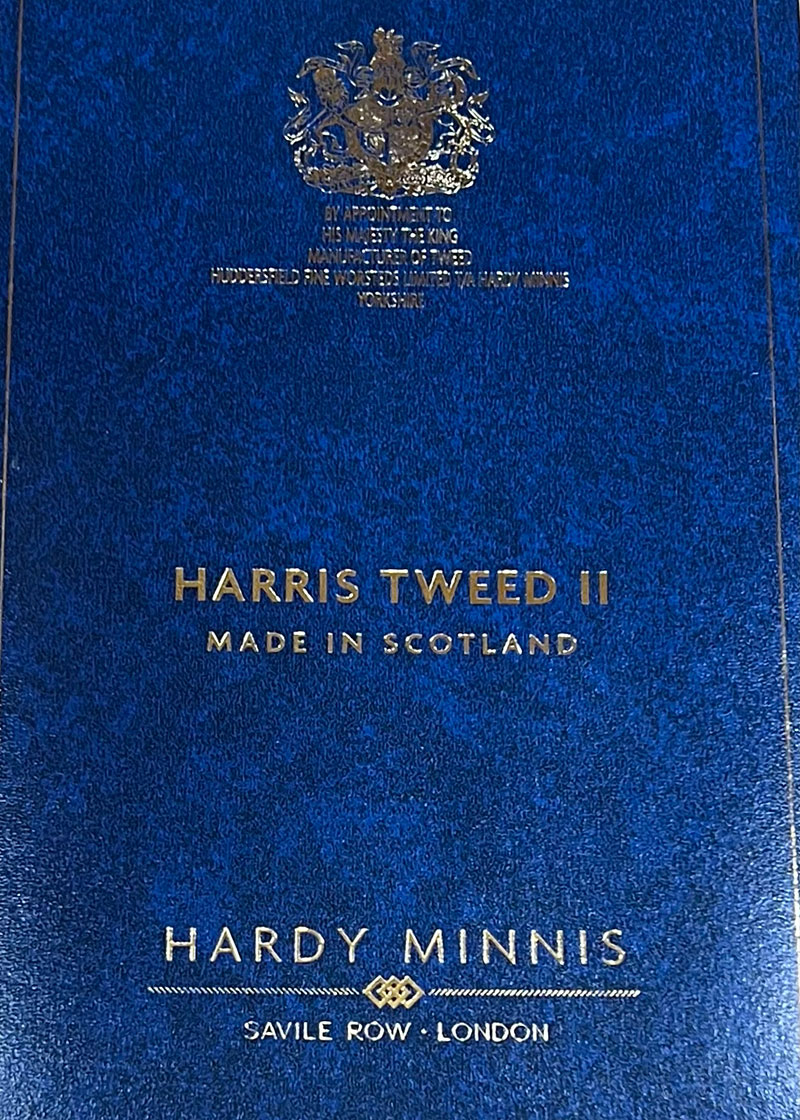 BY APPOINTMENT TO
HIS MAJESTY THE KING
MANUFACTURER OF TWEED
HUDDERSFIELD FINE WORSTEDS LIMITED T/A HARDY MINNIS
YORKSHIRE
HARRIS TWEED II
MADE IN SCOTLAND
HARDY MINNIS
SAVILE ROW · LONDON